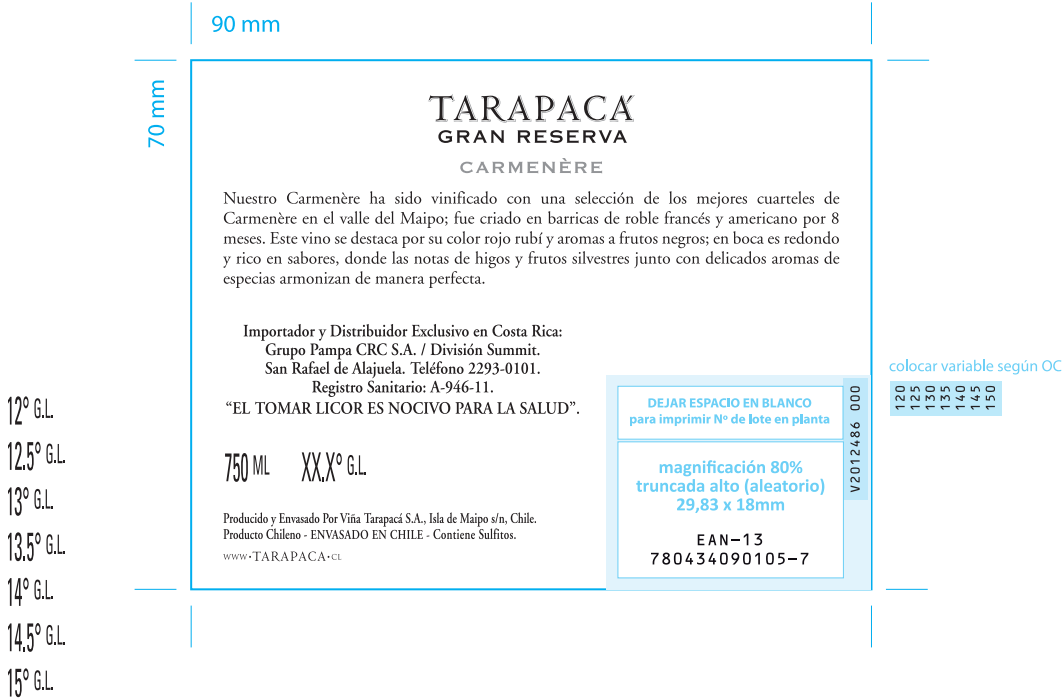 90 mm
70 mm
TARAPACÁ
GRAN RESERVA
CARMENÈRE
Nuestro Carmenère ha sido vinificado con una selección de los mejores cuarteles de
Carmenère en el valle del Maipo; fue criado en barricas de roble francés y americano por 8
meses. Este vino se destaca por su color rojo rubí y aromas a frutos negros; en boca es redondo
y rico en sabores, donde las notas de higos y frutos silvestres junto con delicados aromas de
especias armonizan de manera perfecta.
Importador y Distribuidor Exclusivo en Costa Rica:
Grupo Pampa CRC S.A. / División Summit.
San Rafael de Alajuela. Teléfono 2293-0101.
Registro Sanitario: A-946-11.
“EL TOMAR LICOR ES NOCIVO PARA LA SALUD”.
750 ML XX.X° G.L.
Producido y Envasado Por Viña Tarapacá S.A., Isla de Maipo s/n, Chile.
Producto Chileno - ENVASADO EN CHILE - Contiene Sulfitos.
WWW·TARAPACA·CL
DEJAR ESPACIO EN BLANCO
para imprimir Nº de lote en planta
magnificación 80%
truncada alto (aleatorio)
29,83 x 18mm
EAN-13
780434090105-7
V2012486 000
colocar variable según OC
120
125
130
135
140
145
150
12° G.L.
12.5° G.L.
13° G.L.
13.5° G.L.
14° G.L.
14.5° G.L.
15° G.L.